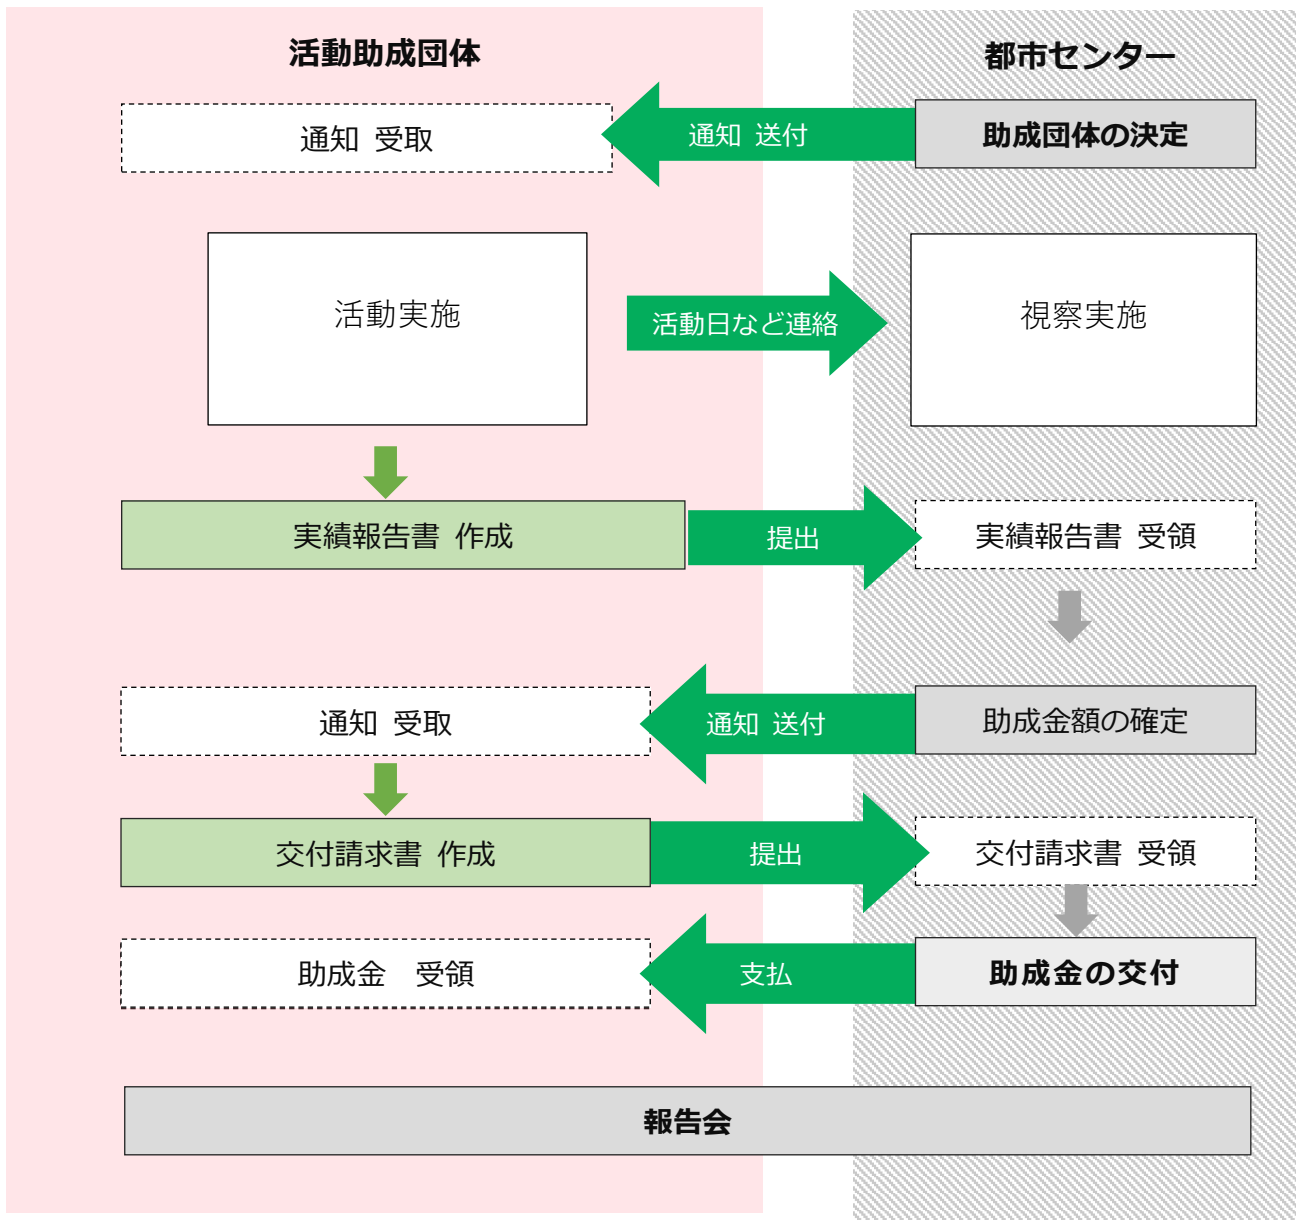 活動助成団体
都市センター
通知 受取
通知 送付
助成団体の決定
活動実施
活動日など連絡
視察実施
実績報告書 作成
提出
実績報告書 受領
通知 受取
通知 送付
助成金額の確定
交付請求書 作成
提出
交付請求書 受領
助成金 受領
支払
助成金の交付
報告会